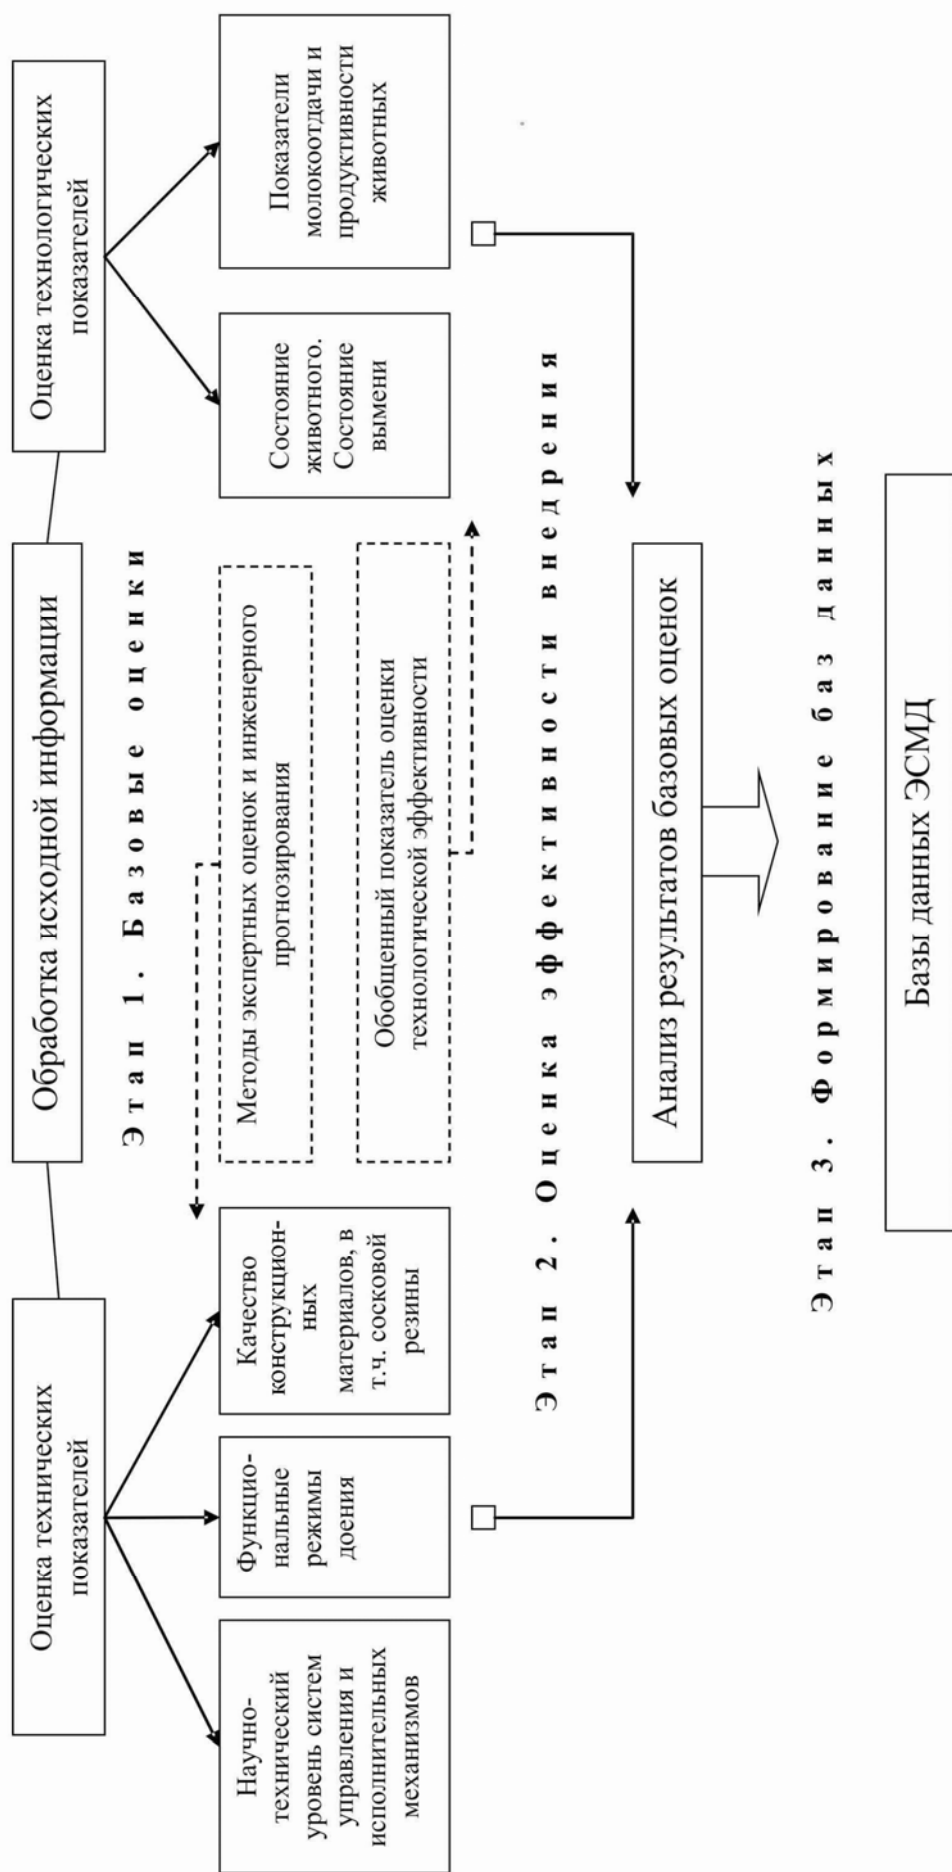 Оценка технических
показателей
Обработка исходной информации
Оценка технологических
показателей
Этап 1. Базовые оценки
Научно-
технический
уровень систем
управления и
исполнительных
механизмов
Функцио-
нальные
режимы
доения
Качество
конструкцион-
ных
материалов, в
т.ч. сосковой
резины
Методы экспертных оценок и инженерного
прогнозирования
Обобщенный показатель оценки
технологической эффективности
Состояние
животного.
Состояние
вымени
Показатели
молокоотдачи и
продуктивности
животных
Этап 2. Оценка эффективности внедрения
Анализ результатов базовых оценок
Этап 3. Формирование баз данных
Базы данных ЭСМД